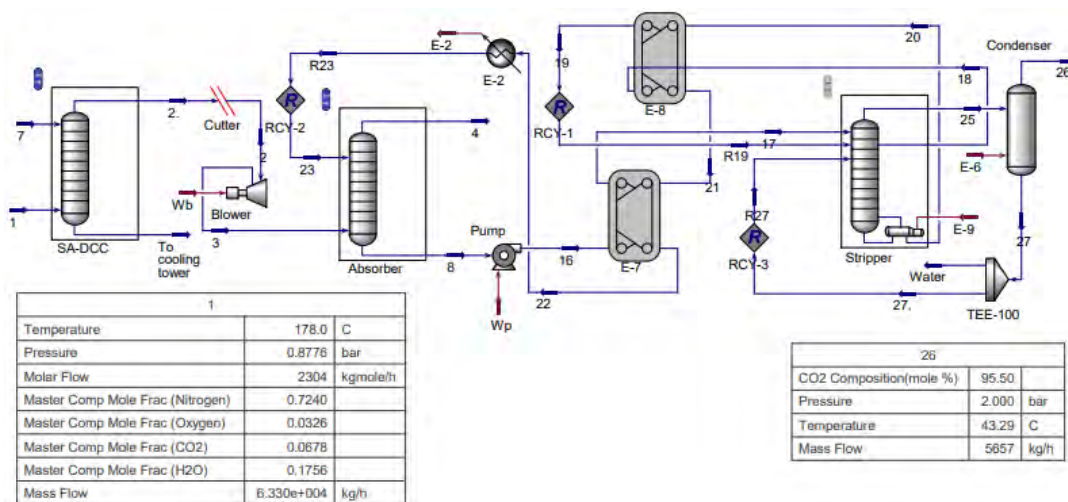 E-2
R23
E-2
RCY-2
23
7
2.
Cutter
2
Wb
Blower
3
1
SA-DCC
To
cooling
tower
4
Absorber
8
Pump
Wp
16
22
E-7
21
19
RCY-1
E-8
20
18
17
R19
R27
RCY-3
25
Condenser
26
E-6
E-9
Stripper
27
Water
27.
TEE-100
1
Temperature 178.0 C
Pressure 0.8776 bar
Molar Flow 2304 kgmole/h
Master Comp Mole Frac (Nitrogen) 0.7240
Master Comp Mole Frac (Oxygen) 0.0326
Master Comp Mole Frac (CO2) 0.0678
Master Comp Mole Frac (H2O) 0.1756
Mass Flow 6.330e+004 kg/h
26
CO2 Composition(mole %) 95.50
Pressure 2.000 bar
Temperature 43.29 C
Mass Flow 5657 kg/h